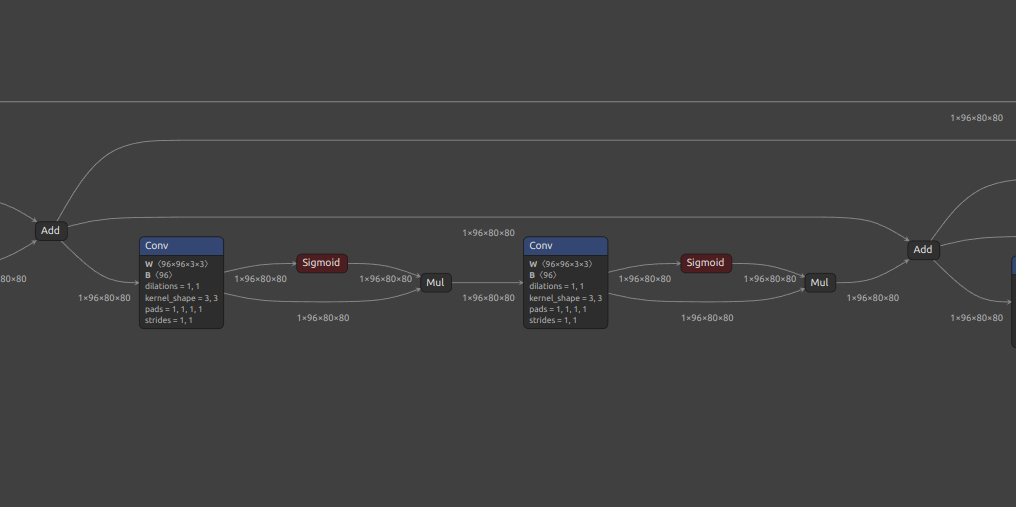 1×96×80×80
Add
1×96×80×80
Conv
W 〈96×96×3×3〉
B 〈96〉
dilations = 1, 1
kernel_shape = 3, 3
pads = 1, 1, 1, 1
strides = 1, 1
Sigmoid
Mul
Conv
W 〈96×96×3×3〉
B 〈96〉
dilations = 1, 1
kernel_shape = 3, 3
pads = 1, 1, 1, 1
strides = 1, 1
Sigmoid
Mul
Add
80×80
1×96×80×80
1×96×80×80
1×96×80×80
1×96×80×80
1×96×80×80
1×96×80×80
1×96×80×80
1×96×80×80
1×96×80×80
1×96×80×80
1×96×80×80